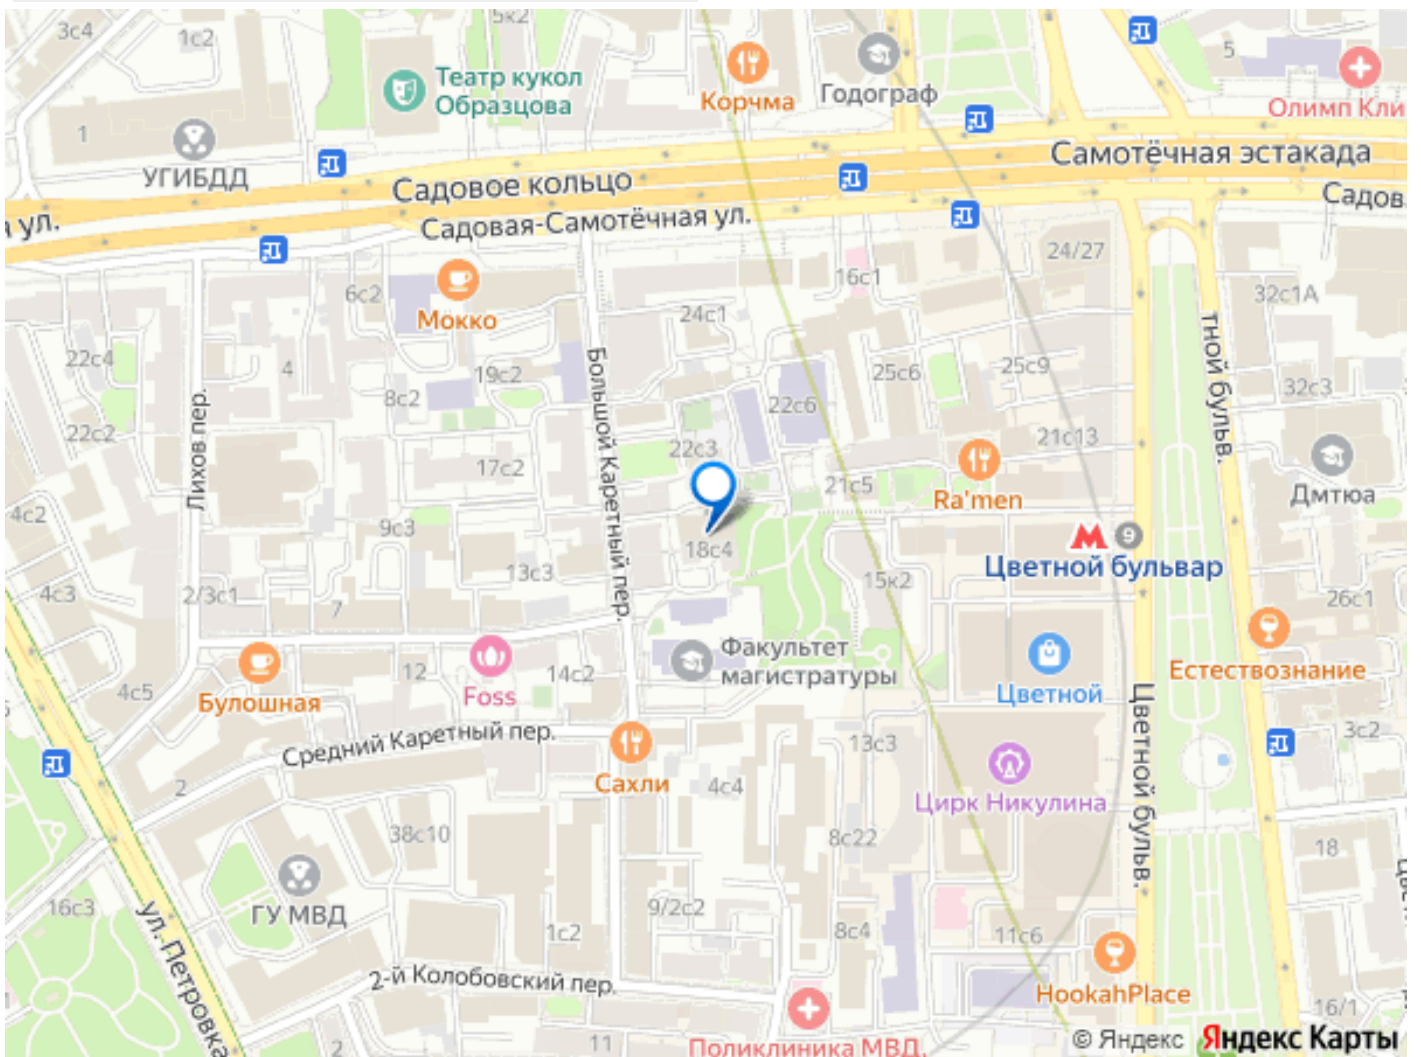 3с4
1с2
5к2
5
Театр кукол
Образцова
Корчма
Годограф
Олимп Кли
1
УГИБДД
Самотёчная эстакада
Садовое кольцо
Садов
я ул.
Садовая-Самотёчная ул.
24/27
16с1
6с2
32с1А
Мокко
24с1
тной бульв.
22с4
4
19с2
25с6
25с9
32с3
8с2
22с6
Большой Каретный пер.
Лихов пер.
22с2
22с3
21с13
17с2
21с5
Ra'men
Дмтюа
4с2
9с3
18с4
9
Цветной бульвар
13с3
15к2
4с3
2/3с1
7
26с1
Факультет
магистратуры
12
14с2
Foss
Естествознание
4с5
Булошная
Цветной
Цветной бульв.
Средний Каретный пер.
13с3
3с2
2
Сахли
4с4
Цирк Никулина
38с10
8с22
18
16с3
ГУ МВД
9/2с2
ул. Петровка
1с2
8с4
11с6
2-й Колобовский пер.
HookahPlace
16/1
2
11
Поликлиника МВД,
© Яндекс
Яндекс Карты